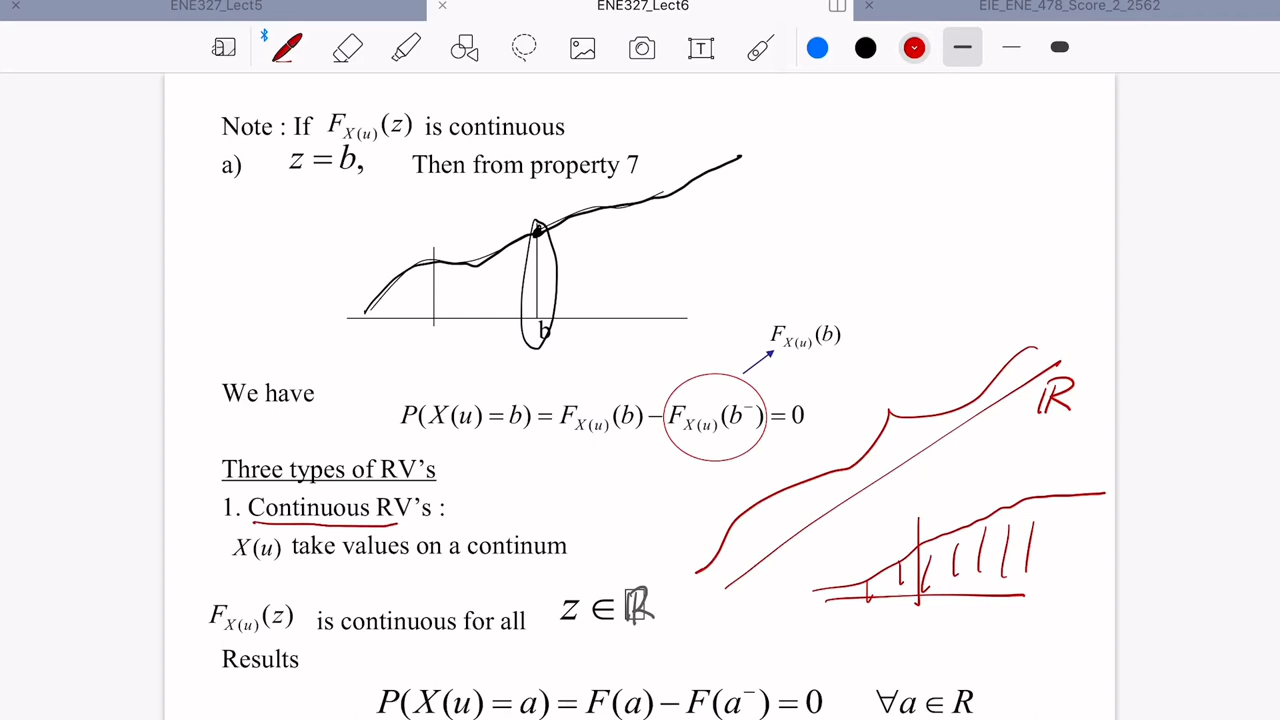 ENE327_Lect5 ENE327_Lect6 EIE_ENE_478_Score_2_2562
T
Note : If F_{X(u)}(z) is continuous
a) z = b, Then from property 7
b
F_{X(u)}(b)
We have
P(X(u) = b) = F_{X(u)}(b) − F_{X(u)}(b⁻) = 0
ℝ
Three types of RV's
1. Continuous RV's :
X(u) take values on a continum
F_{X(u)}(z) is continuous for all z ∈ ℝ
Results
P(X(u) = a) = F(a) − F(a⁻) = 0 ∀a ∈ R